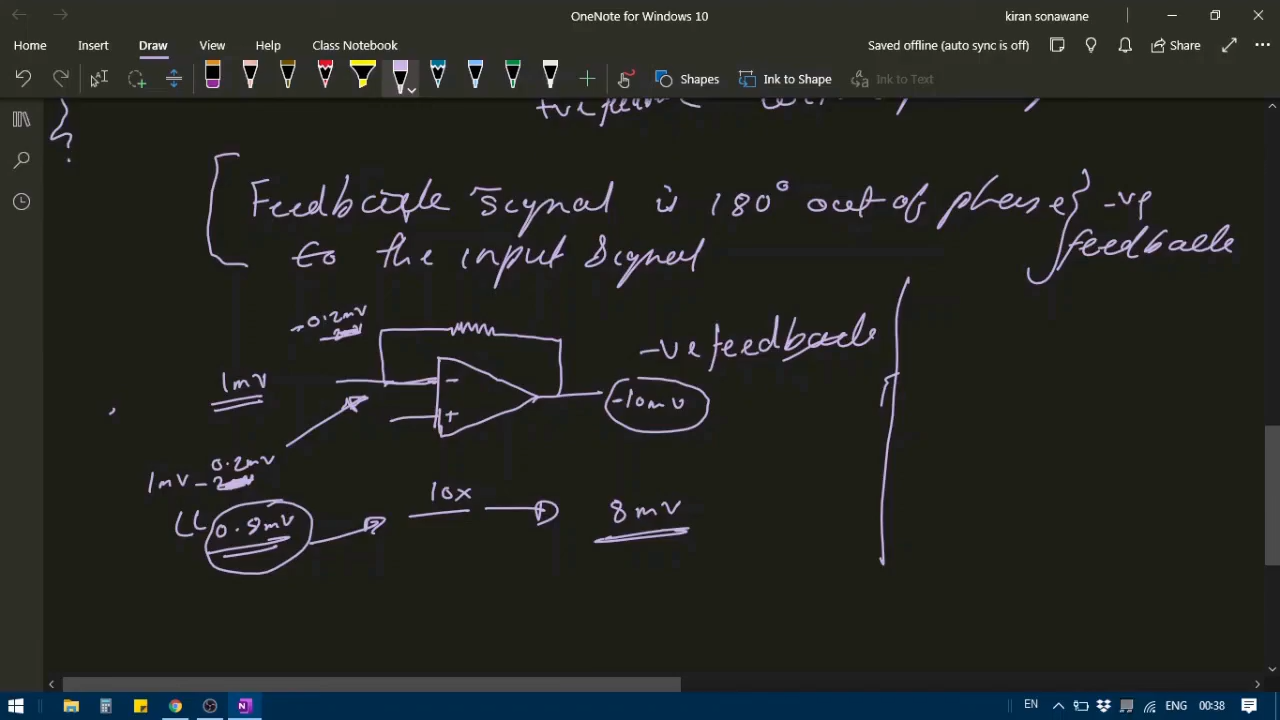 OneNote for Windows 10
kiran sonawane
Home Insert Draw View Help Class Notebook
Saved offline (auto sync is off)
Share
Shapes
Ink to Shape
Ink to Text
Feedback Signal is 180° out of phase} -ve
to the input Signal feedback
-0.2mV
-ve feedback
1mV
-
+
-10mV
0.2mV
1mV -
10x
0.8mV
8mV
EN
ENG
00:38